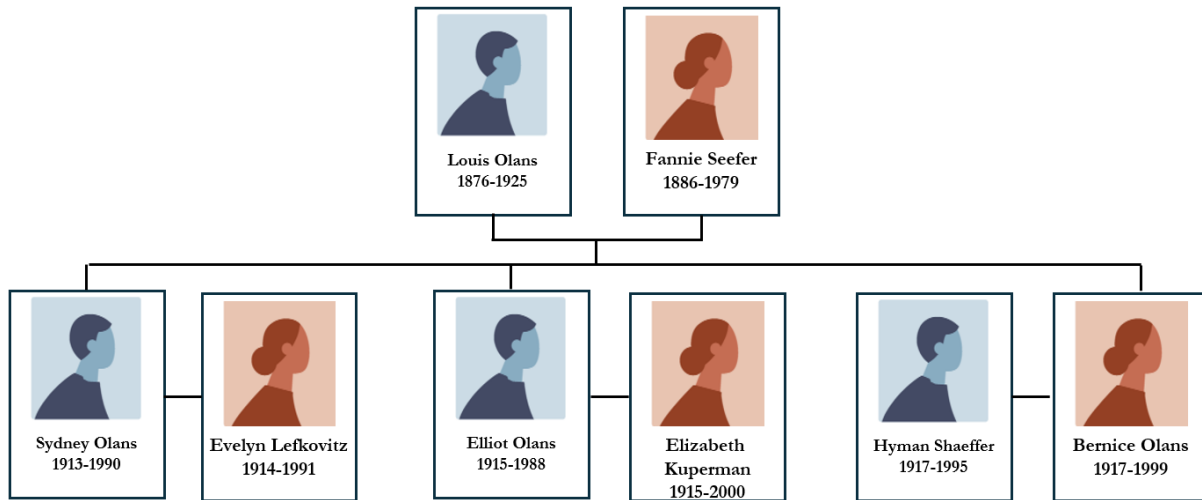 Louis Olans
1876-1925
Fannie Seefer
1886-1979
Sydney Olans
1913-1990
Evelyn Lefkovitz
1914-1991
Elliot Olans
1915-1988
Elizabeth
Kuperman
1915-2000
Hyman Shaeffer
1917-1995
Bernice Olans
1917-1999